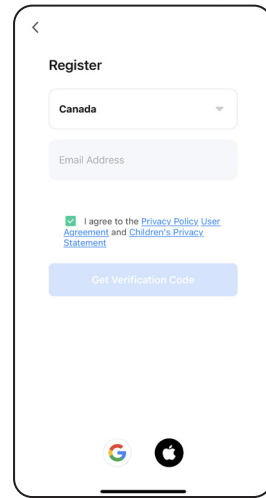 Register
Canada
Email Address
I agree to the Privacy Policy User
Agreement and Children's Privacy
Statement
Get Verification Code